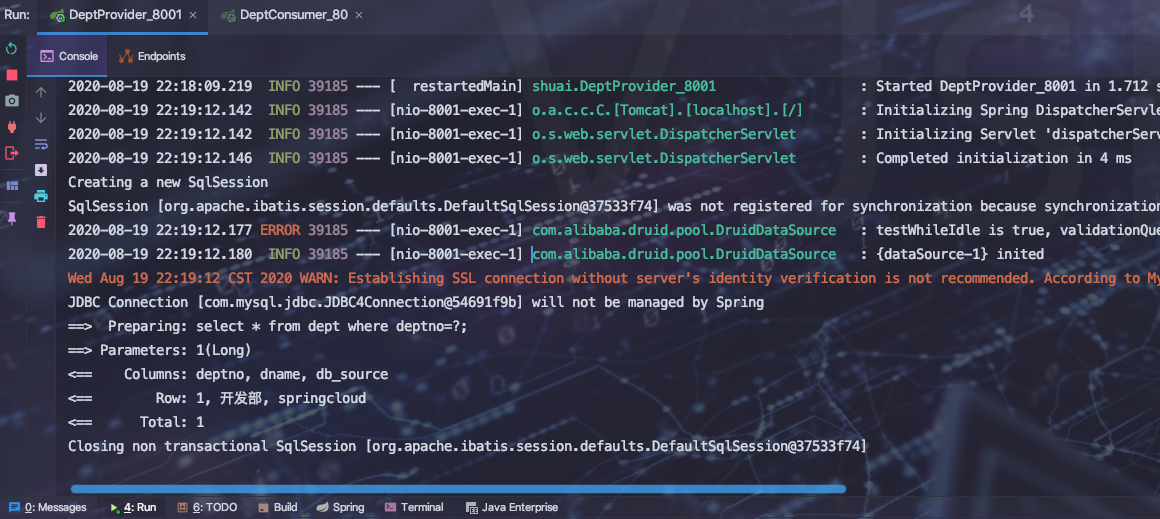 Run: DeptProvider_8001 × DeptConsumer_80 ×
Console Endpoints
2020-08-19 22:18:09.219  INFO 39185 --- [  restartedMain] shuai.DeptProvider_8001 : Started DeptProvider_8001 in 1.712 s
2020-08-19 22:19:12.142  INFO 39185 --- [nio-8001-exec-1] o.a.c.c.C.[Tomcat].[localhost].[/] : Initializing Spring DispatcherServ
2020-08-19 22:19:12.142  INFO 39185 --- [nio-8001-exec-1] o.s.web.servlet.DispatcherServlet : Initializing Servlet 'dispatcherServ
2020-08-19 22:19:12.146  INFO 39185 --- [nio-8001-exec-1] o.s.web.servlet.DispatcherServlet : Completed initialization in 4 ms
Creating a new SqlSession
SqlSession [org.apache.ibatis.session.defaults.DefaultSqlSession@37533f74] was not registered for synchronization because synchronization
2020-08-19 22:19:12.177 ERROR 39185 --- [nio-8001-exec-1] com.alibaba.druid.pool.DruidDataSource : testWhileIdle is true, validationQue
2020-08-19 22:19:12.180  INFO 39185 --- [nio-8001-exec-1] com.alibaba.druid.pool.DruidDataSource : {dataSource-1} inited
Wed Aug 19 22:19:12 CST 2020 WARN: Establishing SSL connection without server's identity verification is not recommended. According to My
JDBC Connection [com.mysql.jdbc.JDBC4Connection@54691f9b] will not be managed by Spring
==>  Preparing: select * from dept where deptno=?;
==> Parameters: 1(Long)
<==    Columns: deptno, dname, db_source
<==        Row: 1, 开发部, springcloud
<==      Total: 1
Closing non transactional SqlSession [org.apache.ibatis.session.defaults.DefaultSqlSession@37533f74]
0: Messages 4: Run 6: TODO Build Spring Terminal Java Enterprise